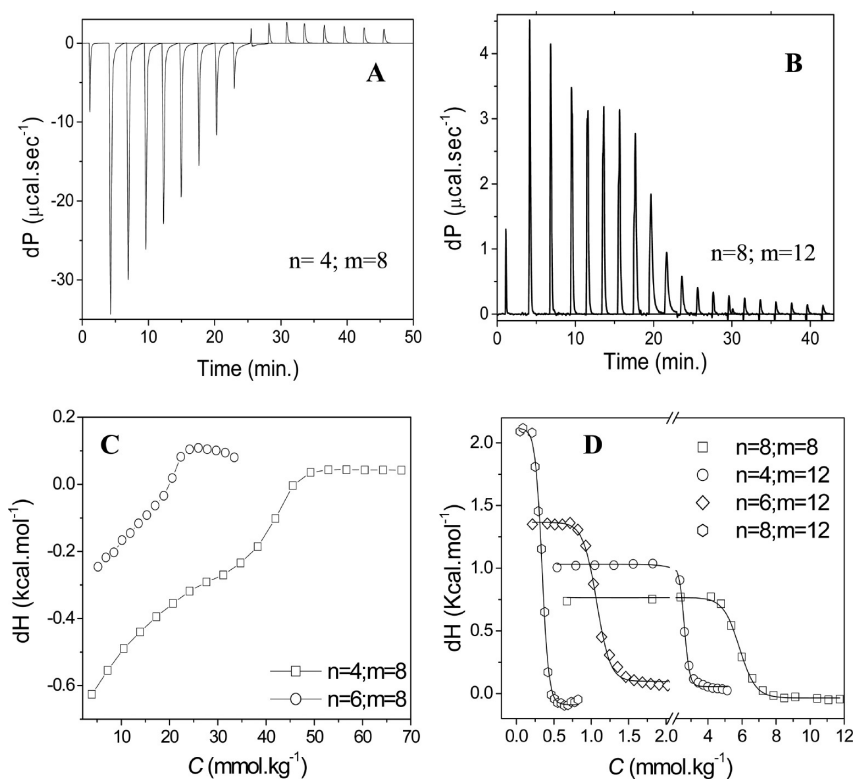 0
-10
-20
-30
dP (μcal.sec⁻¹)
A
n= 4; m=8
0 10 20 30 40 50
Time (min.)
5
4
3
2
1
0
dP (μcal.sec⁻¹)
B
n=8; m=12
0 10 20 30 40
Time (min.)
0.2
0.0
-0.2
-0.4
-0.6
dH (kcal.mol⁻¹)
C
n=4;m=8
n=6;m=8
10 20 30 40 50 60 70
C (mmol.kg⁻¹)
2.0
1.5
1.0
0.5
0.0
dH (Kcal.mol⁻¹)
D
n=8;m=8
n=4;m=12
n=6;m=12
n=8;m=12
0.0 0.5 1.0 1.5 2.0 4 6 8 10 12
C (mmol.kg⁻¹)